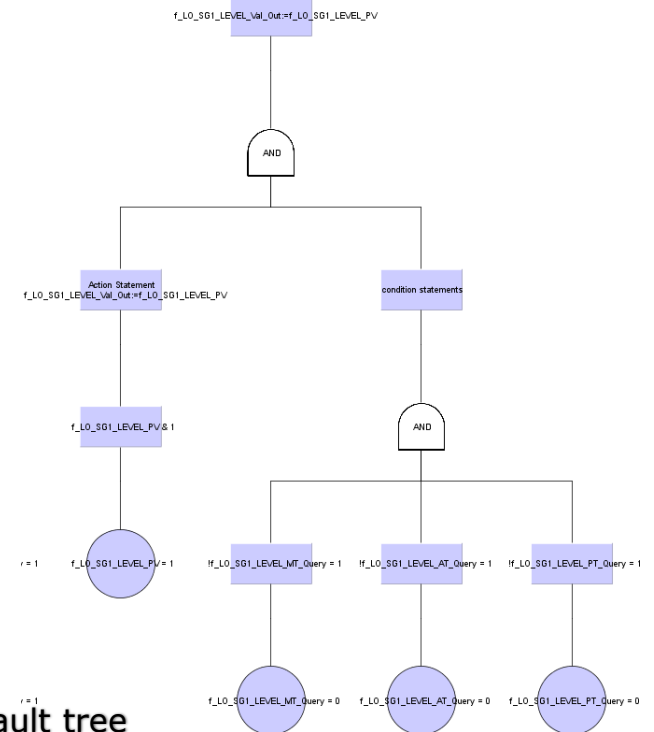 f_LO_SG1_LEVEL_Val_Out:=f_LO_SG1_LEVEL_PV
AND
Action Statement
f_LO_SG1_LEVEL_Val_Out:=f_LO_SG1_LEVEL_PV
condition statements
f_LO_SG1_LEVEL_PV & 1
AND
= 1
f_LO_SG1_LEVEL_PV = 1
!f_LO_SG1_LEVEL_MT_Query = 1
!f_LO_SG1_LEVEL_AT_Query = 1
!f_LO_SG1_LEVEL_PT_Query = 1
= 1
f_LO_SG1_LEVEL_MT_Query = 0
f_LO_SG1_LEVEL_AT_Query = 0
f_LO_SG1_LEVEL_PT_Query = 0
ault tree